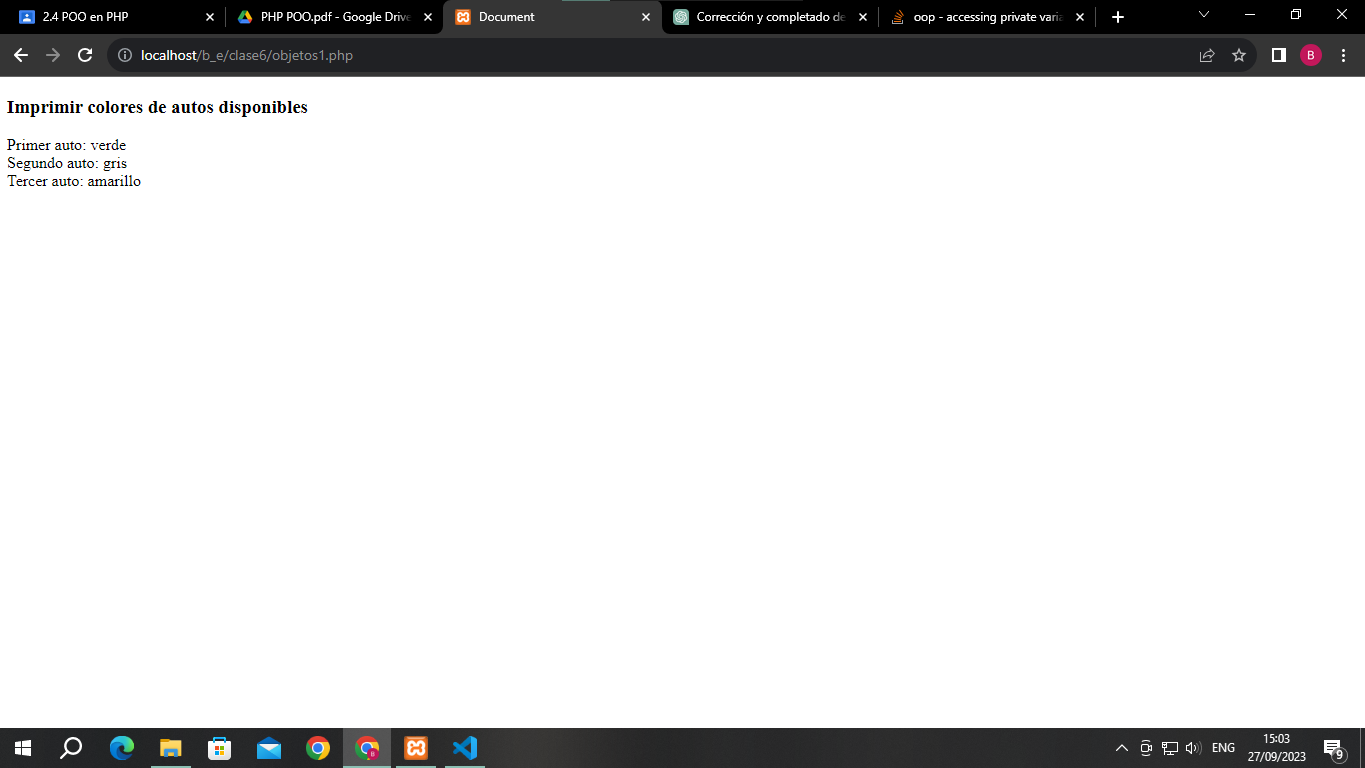 2.4 POO en PHP
PHP POO.pdf - Google Drive
Document
Corrección y completado de
oop - accessing private varia
localhost/b_e/clase6/objetos1.php
B
Imprimir colores de autos disponibles
Primer auto: verde
Segundo auto: gris
Tercer auto: amarillo
ENG
15:03
27/09/2023
9